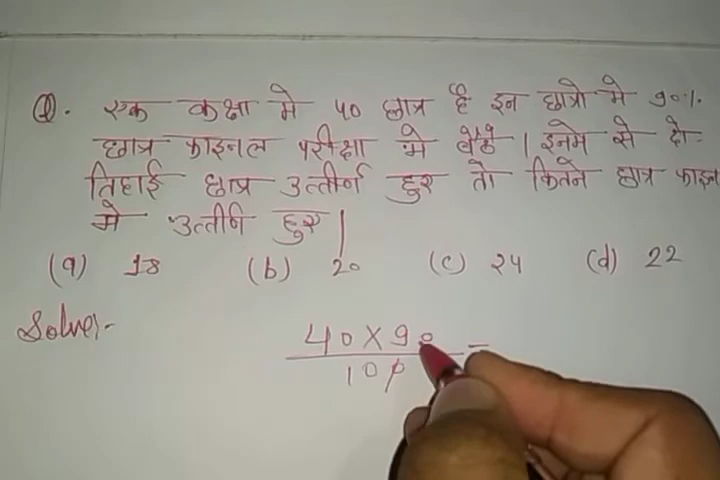 Q. एक कक्षा मे 40 छात्र है इन छात्रो मे 90%
छात्र फाइनल परीक्षा मे बैठे। इनमे से दो-
तिहाई छात्र उत्तीर्ण हुए तो कितने छात्र फाइन
मे उत्तीर्ण हुए।
(a) 18 (b) 20 (c) 24 (d) 22
Solve:-
40 X 90 =
100